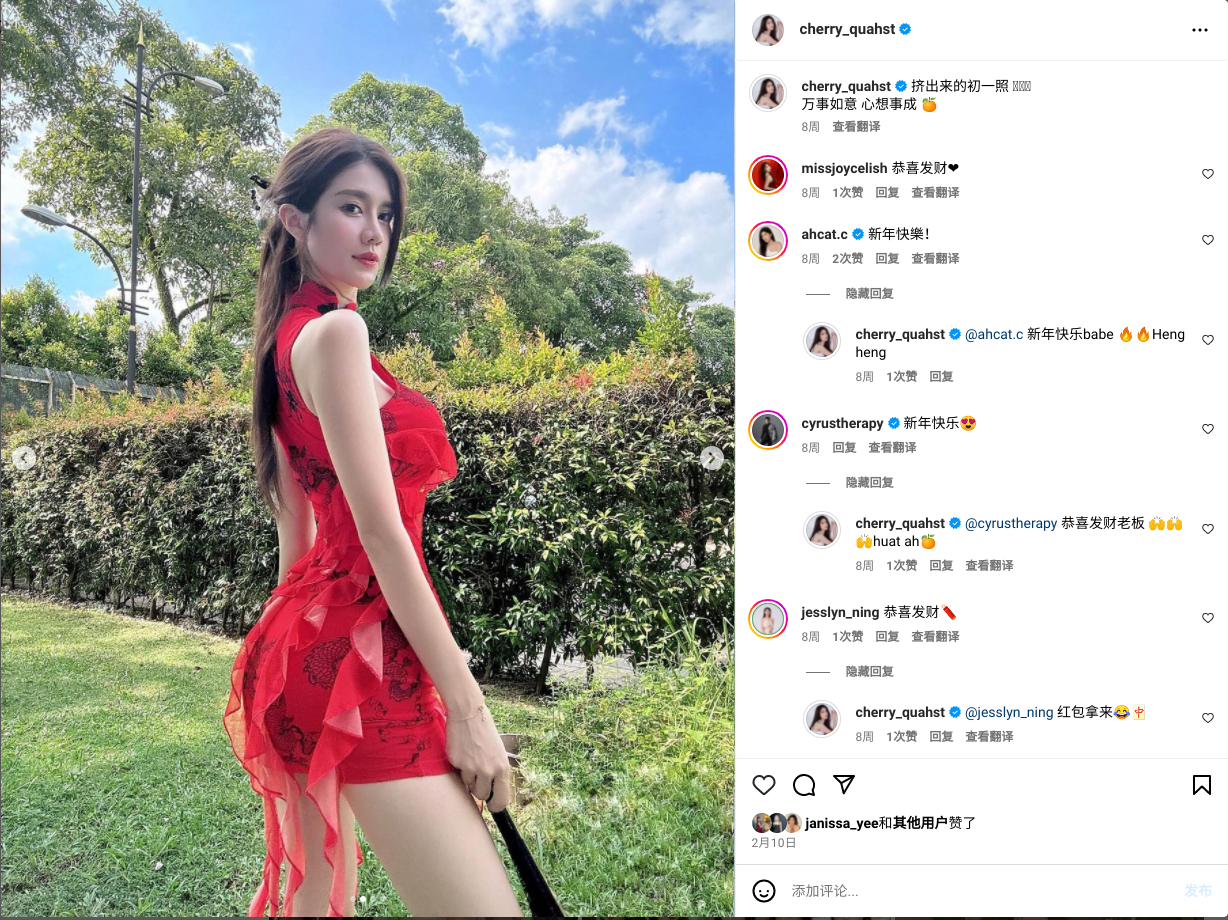 cherry_quahst
cherry_quahst 挤出来的初一照
万事如意 心想事成 🍊
8周 查看翻译
missjoycelish 恭喜发财❤
8周 1次赞 回复 查看翻译
ahcat.c 新年快樂！
8周 2次赞 回复 查看翻译
隐藏回复
cherry_quahst @ahcat.c 新年快乐babe 🔥🔥Heng
heng
8周 1次赞 回复
cyrustherapy 新年快乐😍
8周 回复 查看翻译
隐藏回复
cherry_quahst @cyrustherapy 恭喜发财老板 🙌🙌
🙌huat ah🍊
8周 1次赞 回复 查看翻译
jesslyn_ning 恭喜发财🧧
8周 1次赞 回复 查看翻译
隐藏回复
cherry_quahst @jesslyn_ning 红包拿来😂🀄
8周 1次赞 回复 查看翻译
janissa_yee和其他用户赞了
2月10日
添加评论...
发布